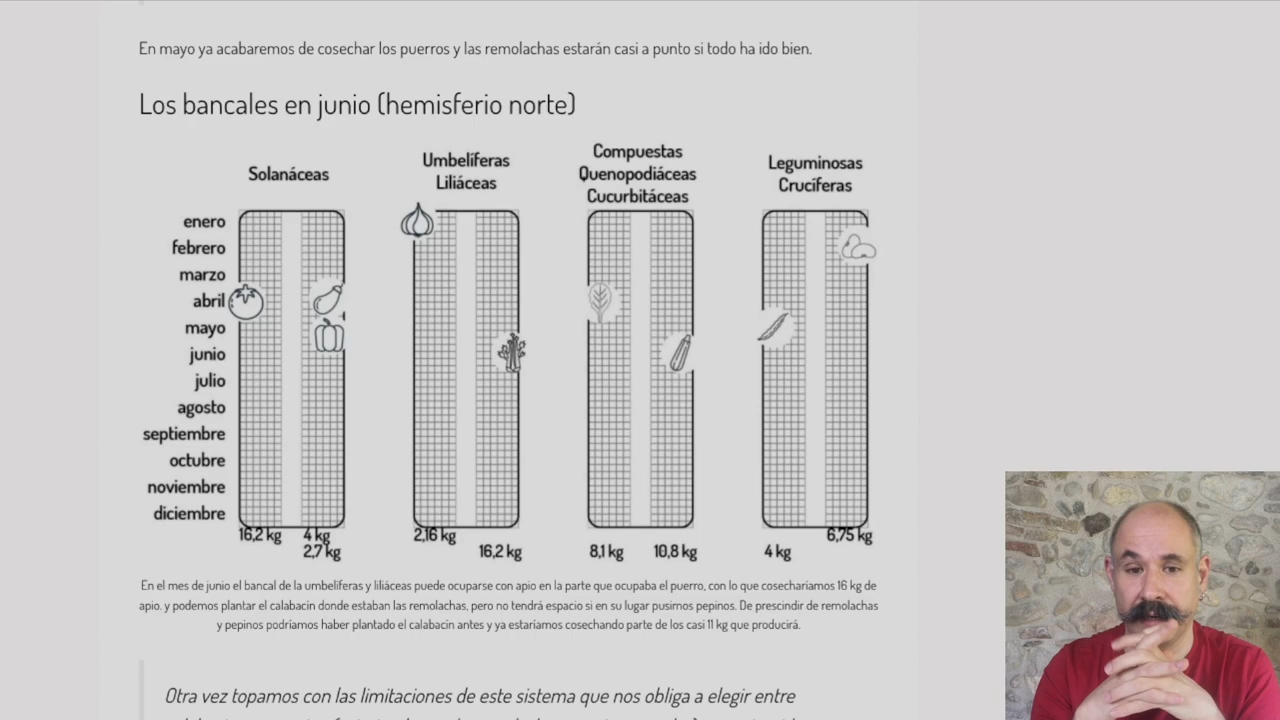 En mayo ya acabaremos de cosechar los puerros y las remolachas estarán casi a punto si todo ha ido bien.
Los bancales en junio (hemisferio norte)
Solanáceas
Umbelíferas
Liliáceas
Compuestas
Quenopodiáceas
Cucurbitáceas
Leguminosas
Crucíferas
enero
febrero
marzo
abril
mayo
junio
julio
agosto
septiembre
octubre
noviembre
diciembre
16,2 kg
4 kg
2,7 kg
2,16 kg
16,2 kg
8,1 kg
10,8 kg
4 kg
6,75 kg
En el mes de junio el bancal de la umbelíferas y liliáceas puede ocuparse con apio en la parte que ocupaba el puerro, con lo que cosecharíamos 16 kg de
apio. y podemos plantar el calabacín donde estaban las remolachas, pero no tendrá espacio si en su lugar pusimos pepinos. De prescindir de remolachas
y pepinos podríamos haber plantado el calabacín antes y ya estaríamos cosechando parte de los casi 11 kg que producirá.
Otra vez topamos con las limitaciones de este sistema que nos obliga a elegir entre